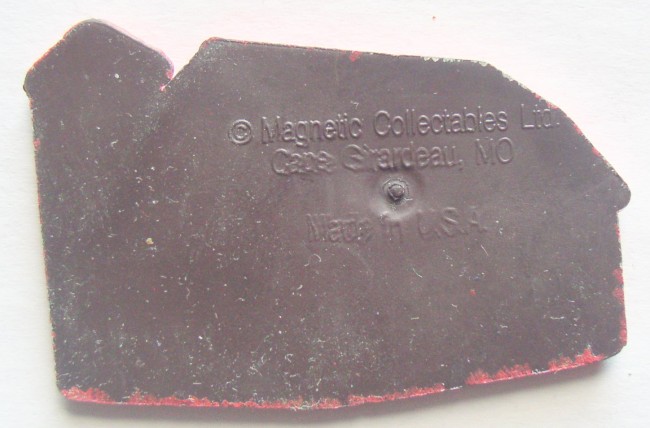 © Magnetic Collectables Ltd.
Cape Girardeau, MO
Made in U.S.A.